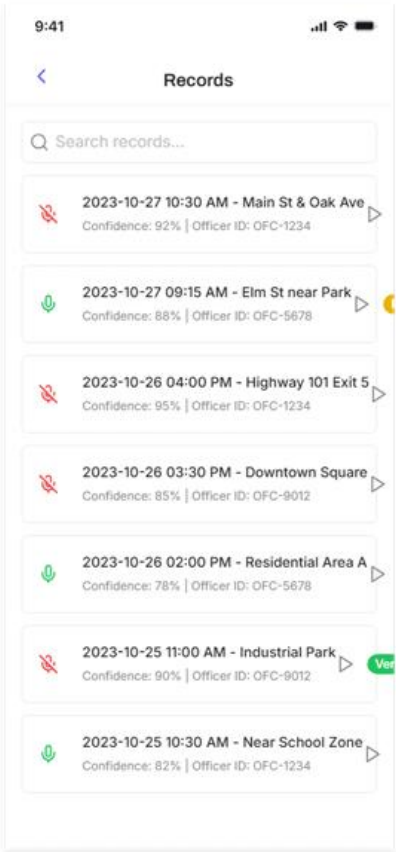 9:41
Records
Search records...
2023-10-27 10:30 AM - Main St & Oak Ave
Confidence: 92% | Officer ID: OFC-1234
2023-10-27 09:15 AM - Elm St near Park
Confidence: 88% | Officer ID: OFC-5678
2023-10-26 04:00 PM - Highway 101 Exit 5
Confidence: 95% | Officer ID: OFC-1234
2023-10-26 03:30 PM - Downtown Square
Confidence: 85% | Officer ID: OFC-9012
2023-10-26 02:00 PM - Residential Area A
Confidence: 78% | Officer ID: OFC-5678
2023-10-25 11:00 AM - Industrial Park
Ver
Confidence: 90% | Officer ID: OFC-9012
2023-10-25 10:30 AM - Near School Zone
Confidence: 82% | Officer ID: OFC-1234